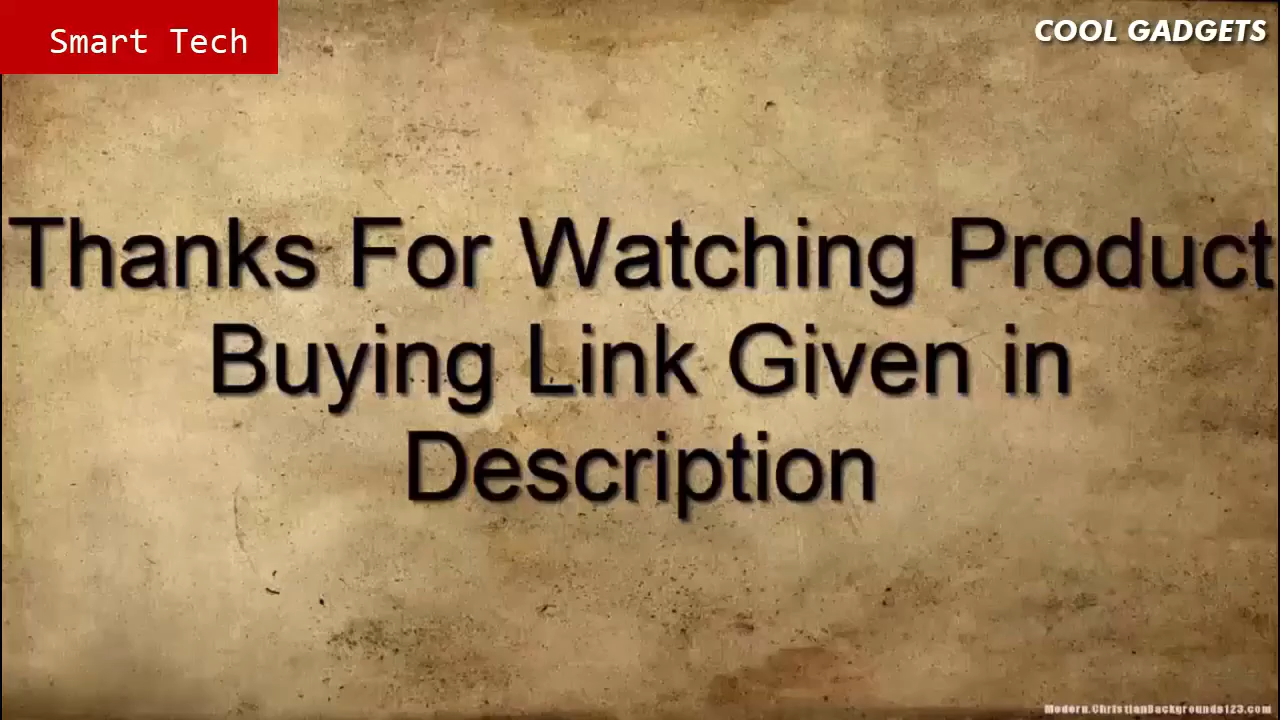 Smart Tech
COOL GADGETS
Thanks For Watching Product
Buying Link Given in
Description
Modern.ChristianBackgrounds123.com